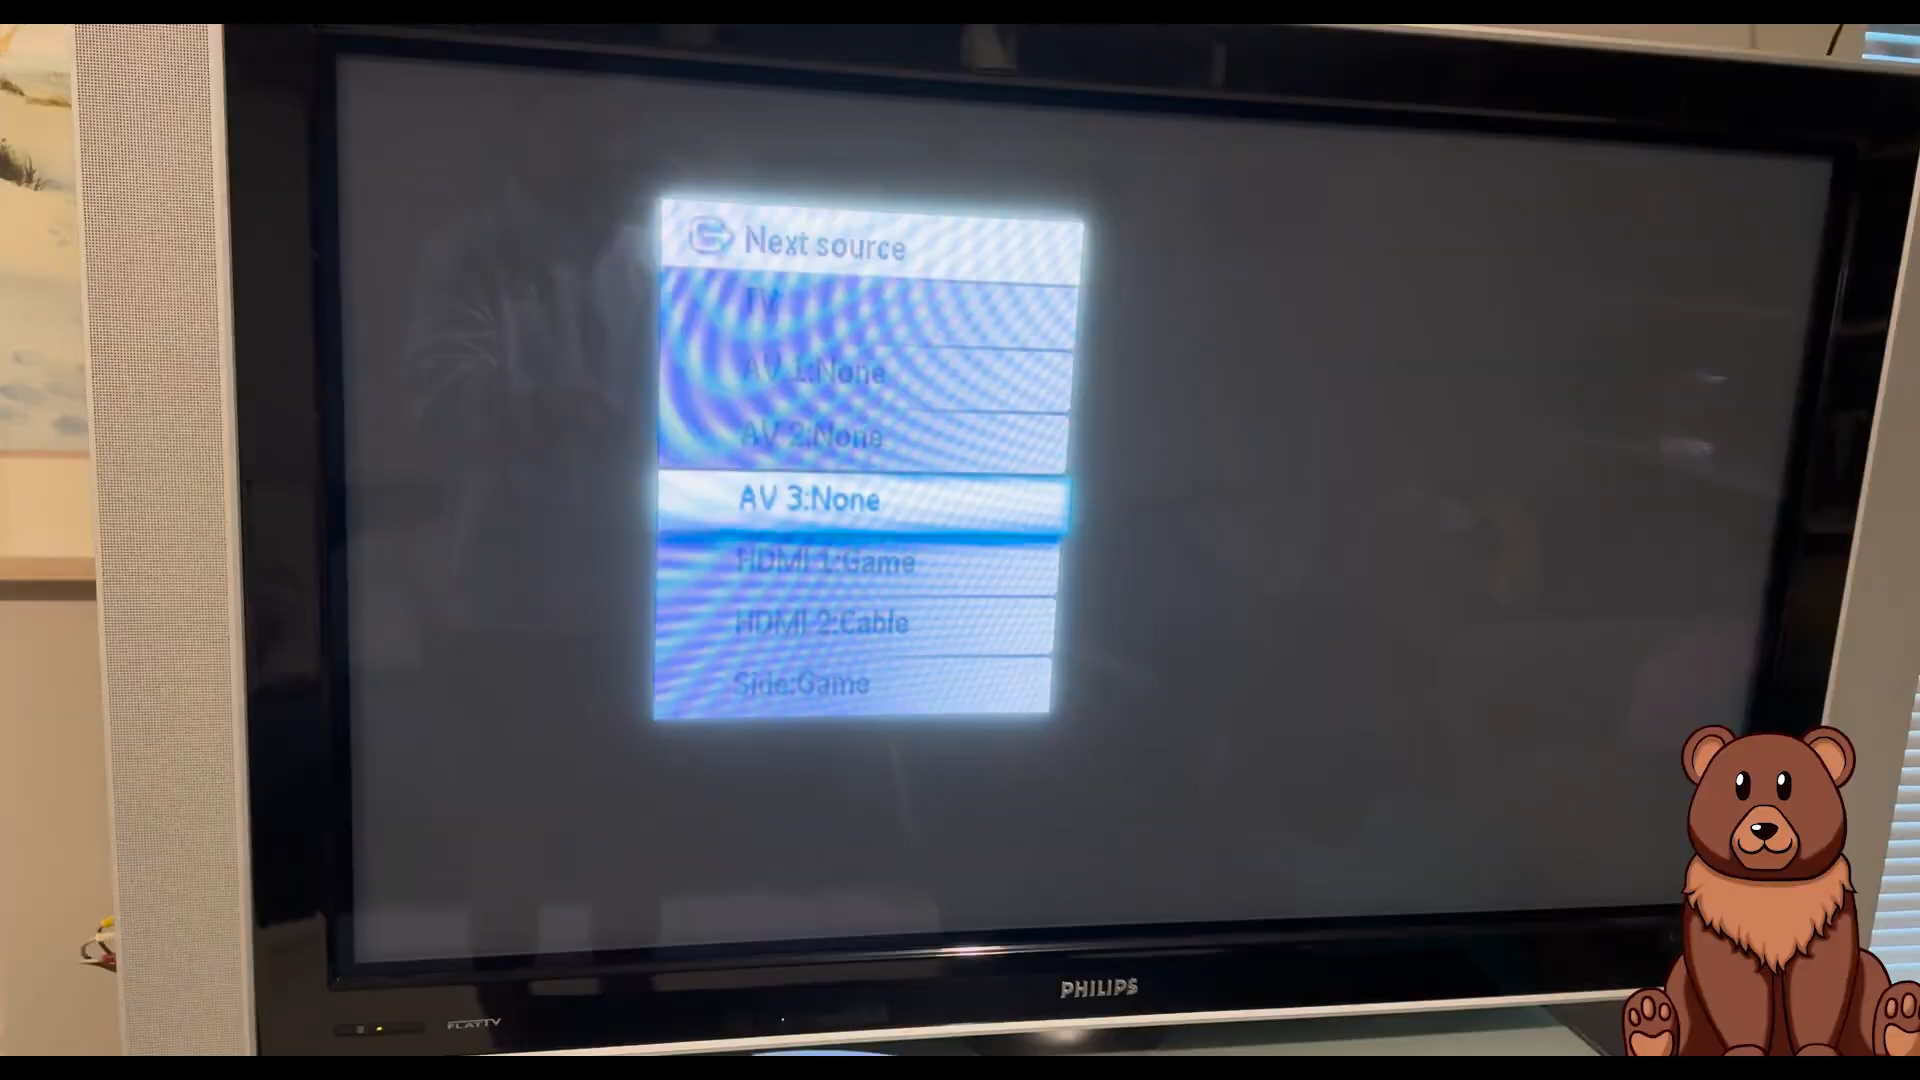 Next source
TV
AV 1:None
AV 2:None
AV 3:None
HDMI 1:Game
HDMI 2:Cable
Side:Game
PHILIPS
FLATTV